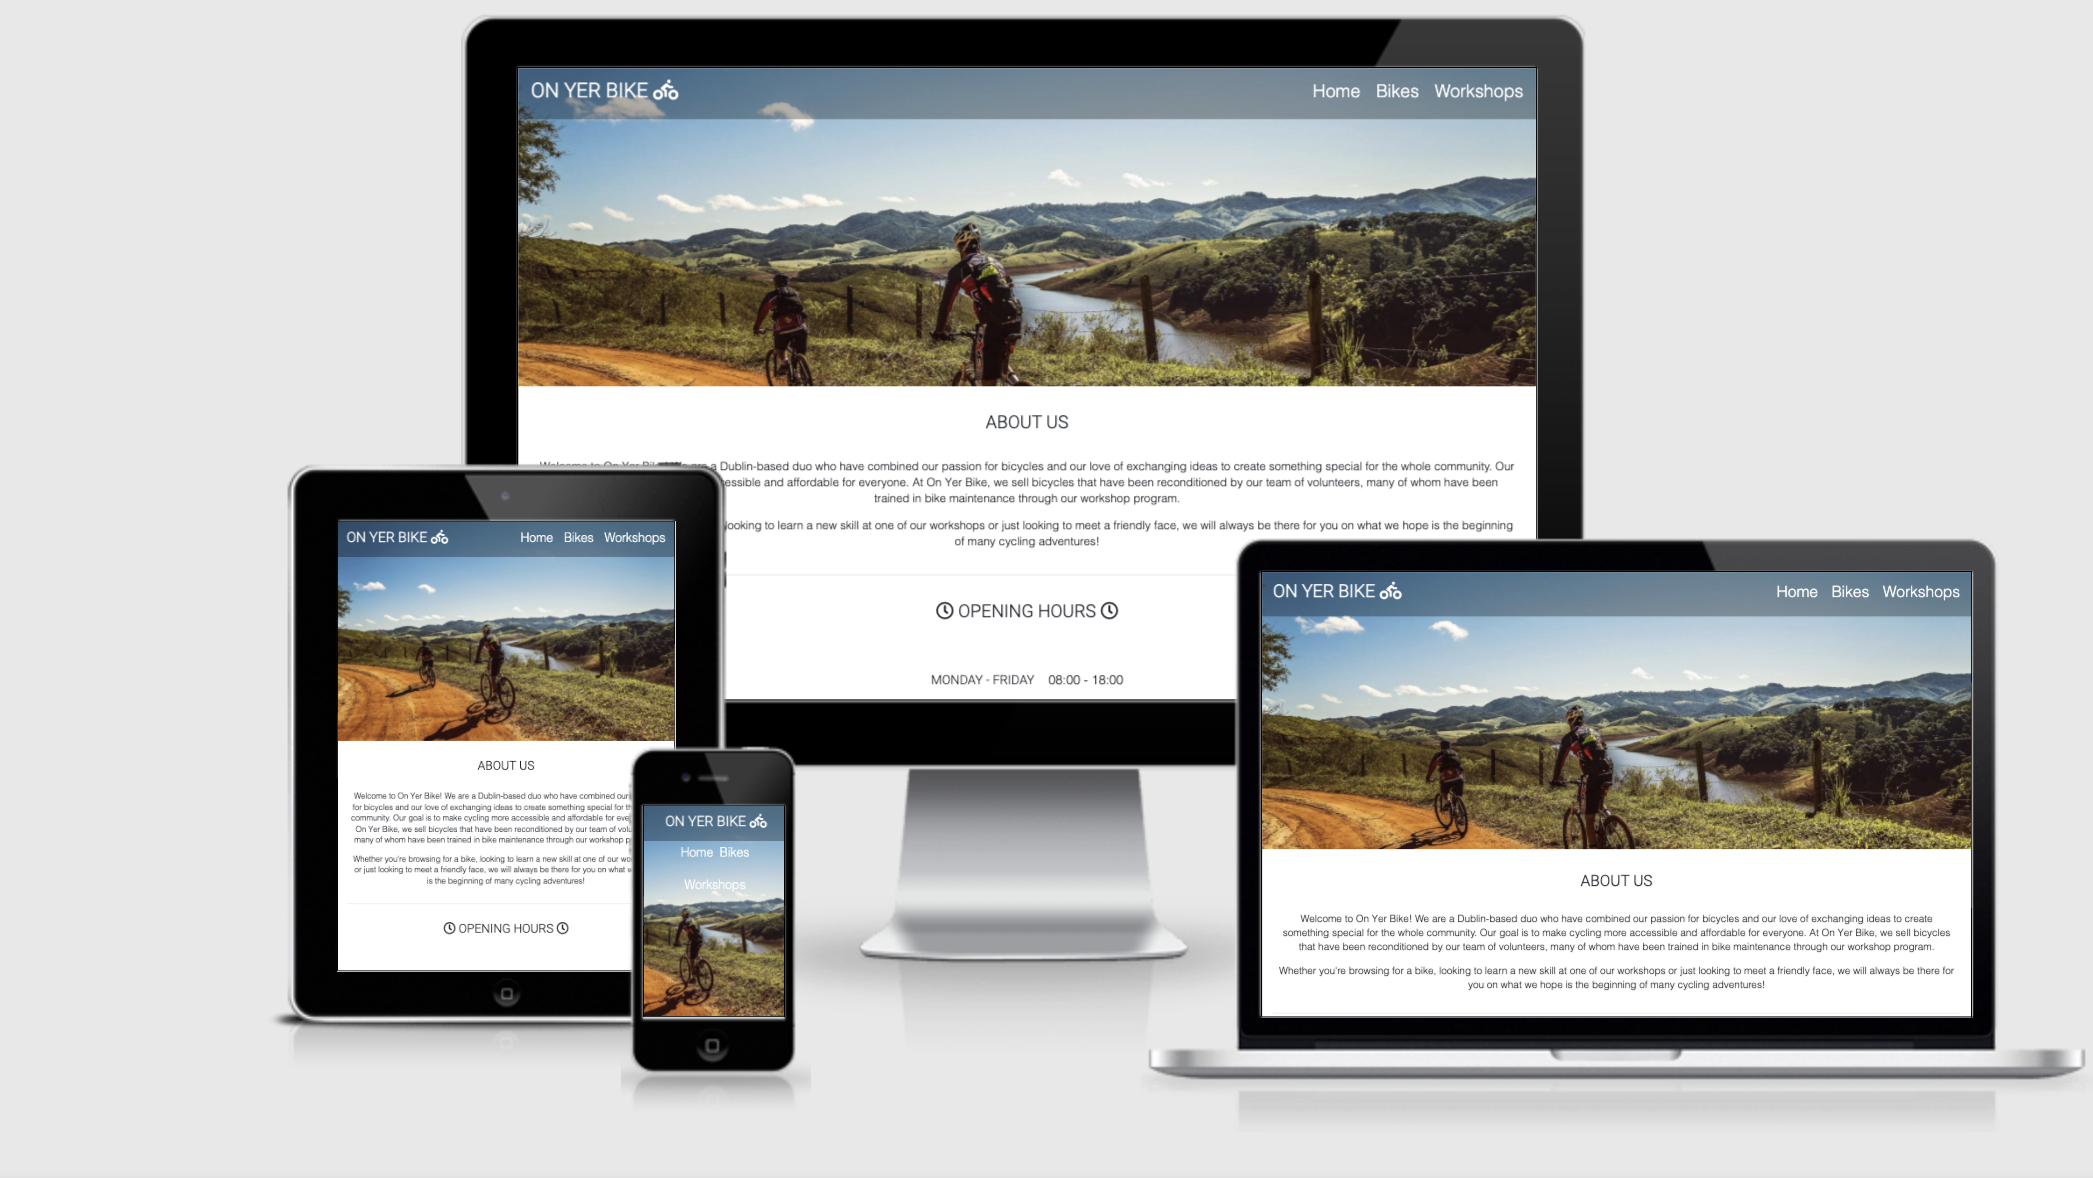 ON YER BIKE
Home Bikes Workshops
ABOUT US
Welcome to On Yer Bike! We are a Dublin-based duo who have combined our passion for bicycles and our love of exchanging ideas to create something special for the whole community. Our
cessible and affordable for everyone. At On Yer Bike, we sell bicycles that have been reconditioned by our team of volunteers, many of whom have been
trained in bike maintenance through our workshop program.
looking to learn a new skill at one of our workshops or just looking to meet a friendly face, we will always be there for you on what we hope is the beginning
of many cycling adventures!
OPENING HOURS
MONDAY - FRIDAY 08:00 - 18:00
ON YER BIKE
Home Bikes Workshops
ABOUT US
Welcome to On Yer Bike! We are a Dublin-based duo who have combined our
for bicycles and our love of exchanging ideas to create something special for th
community. Our goal is to make cycling more accessible and affordable for eve
On Yer Bike, we sell bicycles that have been reconditioned by our team of volu
many of whom have been trained in bike maintenance through our workshop p
Whether you're browsing for a bike, looking to learn a new skill at one of our wo
or just looking to meet a friendly face, we will always be there for you on what w
is the beginning of many cycling adventures!
OPENING HOURS
ON YER BIKE
Home Bikes
Workshops
ON YER BIKE
Home Bikes Workshops
ABOUT US
Welcome to On Yer Bike! We are a Dublin-based duo who have combined our passion for bicycles and our love of exchanging ideas to create
something special for the whole community. Our goal is to make cycling more accessible and affordable for everyone. At On Yer Bike, we sell bicycles
that have been reconditioned by our team of volunteers, many of whom have been trained in bike maintenance through our workshop program.
Whether you're browsing for a bike, looking to learn a new skill at one of our workshops or just looking to meet a friendly face, we will always be there for
you on what we hope is the beginning of many cycling adventures!